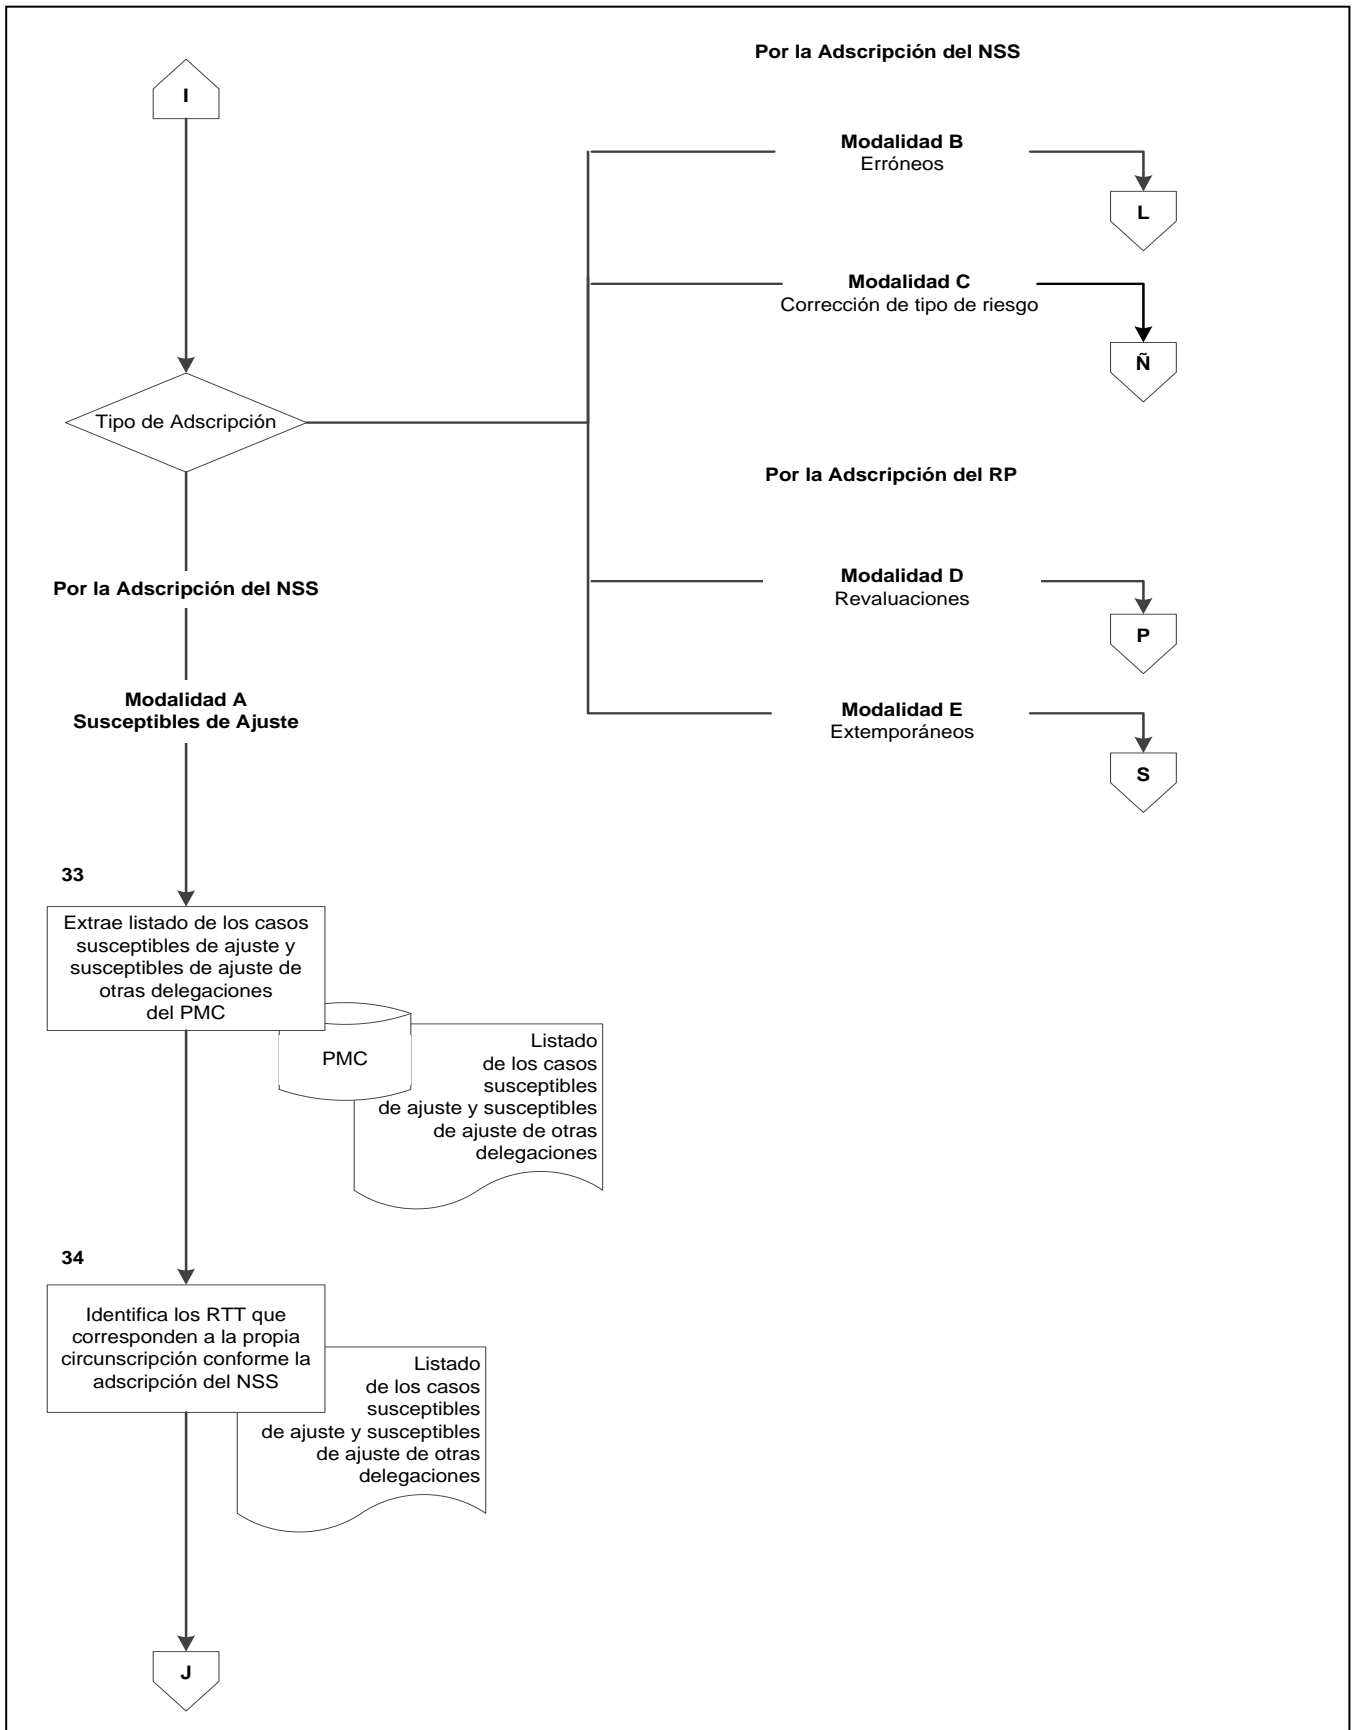 Por la Adscripción del NSS
I
Modalidad B
Erróneos
L
Modalidad C
Corrección de tipo de riesgo
Ñ
Tipo de Adscripción
Por la Adscripción del RP
Modalidad D
Revaluaciones
P
Por la Adscripción del NSS
Modalidad A
Susceptibles de Ajuste
Modalidad E
Extemporáneos
S
33
Extrae listado de los casos
susceptibles de ajuste y
susceptibles de ajuste de
otras delegaciones
del PMC
PMC
Listado
de los casos
susceptibles
de ajuste y susceptibles
de ajuste de otras
delegaciones
34
Identifica los RTT que
corresponden a la propia
circunscripción conforme la
adscripción del NSS
Listado
de los casos
susceptibles
de ajuste y susceptibles
de ajuste de otras
delegaciones
J